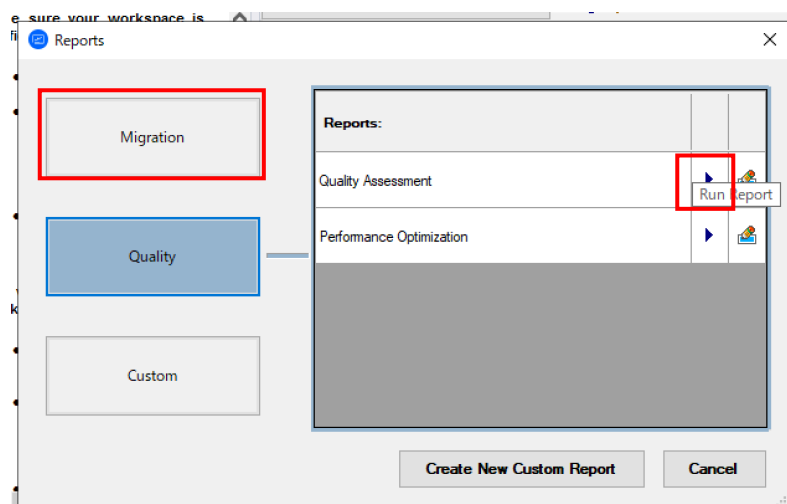 e sure your workspace is
Reports
Migration
Quality
Custom
Reports:
Quality Assessment
Run Report
Performance Optimization
Create New Custom Report
Cancel